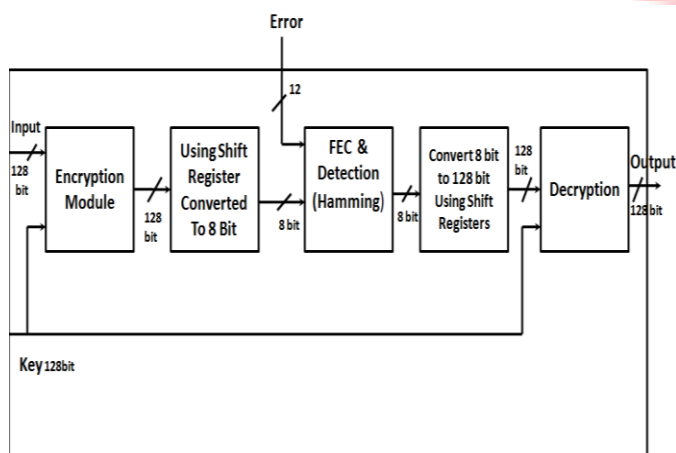 Error
12
Input
128
bit
Encryption
Module
128
bit
Using Shift
Register
Converted
To 8 Bit
8 bit
FEC &
Detection
(Hamming)
8 bit
Convert 8 bit
to 128 bit
Using Shift
Registers
128
bit
Decryption
Output
128 bit
Key 128bit